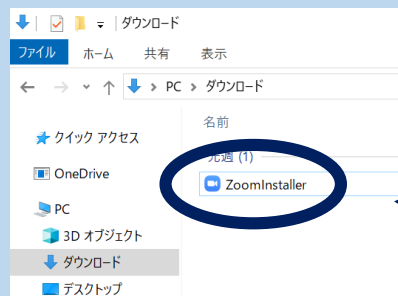 ダウンロード
ファイル ホーム 共有 表示
PC ダウンロード
名前
クイック アクセス
先週 (1)
OneDrive
ZoomInstaller
PC
3D オブジェクト
ダウンロード
デスクトップ